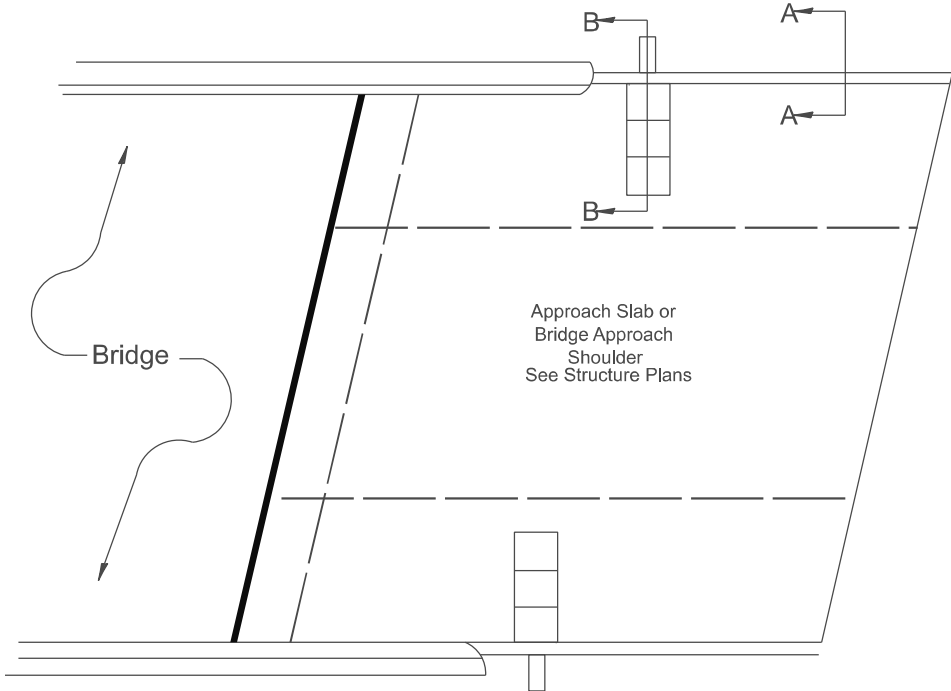 A
B
A
B
Approach Slab or
Bridge Approach
Shoulder
See Structure Plans
Bridge